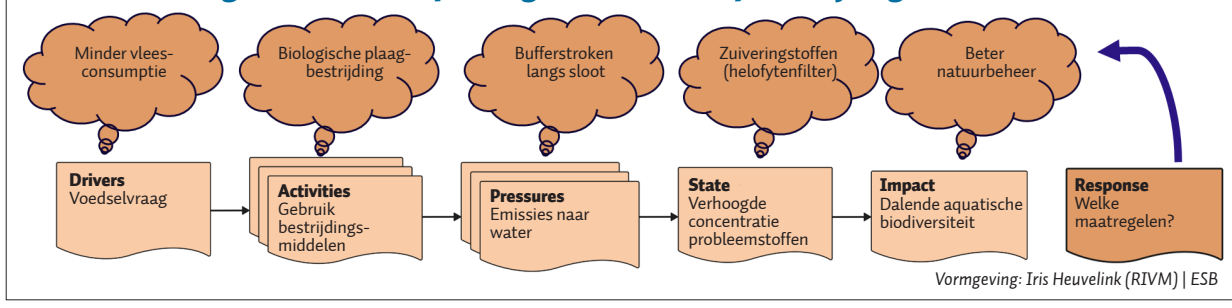 Minder vlees-
consumptie
Biologische plaag-
bestrijding
Bufferstroken
langs sloot
Zuiveringstoffen
(helofytenfilter)
Beter
natuurbeheer
Drivers
Voedselvraag
Activities
Gebruik
bestrijdings-
middelen
Pressures
Emissies naar
water
State
Verhoogde
concentratie
probleemstoffen
Impact
Dalende aquatische
biodiversiteit
Response
Welke
maatregelen?
Vormgeving: Iris Heuvelink (RIVM) | ESB